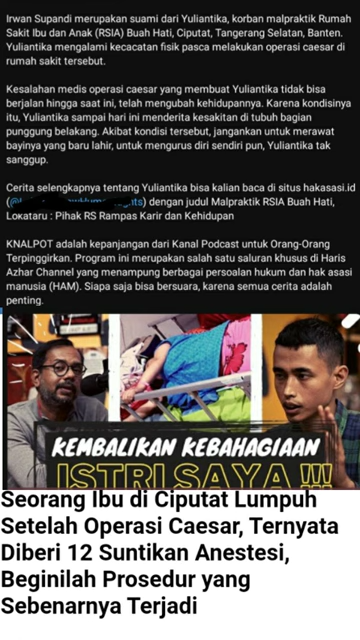 Irwan Supandi merupakan suami dari Yuliantika, korban malpraktik Rumah
Sakit Ibu dan Anak (RSIA) Buah Hati, Ciputat, Tangerang Selatan, Banten.
Yuliantika mengalami kecacatan fisik pasca melakukan operasi caesar di
rumah sakit tersebut.
Kesalahan medis operasi caesar yang membuat Yuliantika tidak bisa
berjalan hingga saat ini, telah mengubah kehidupannya. Karena kondisinya
itu, Yuliantika sampai hari ini menderita kesakitan di tubuh bagian
punggung belakang. Akibat kondisi tersebut, jangankan untuk merawat
bayinya yang baru lahir, untuk mengurus diri sendiri pun, Yuliantika tak
sanggup.
Cerita selengkapnya tentang Yuliantika bisa kalian baca di situs hakasasi.id
dengan judul Malpraktik RSIA Buah Hati,
Lokataru : Pihak RS Rampas Karir dan Kehidupan
KNALPOT adalah kepanjangan dari Kanal Podcast untuk Orang-Orang
Terpinggirkan. Program ini merupakan salah satu saluran khusus di Haris
Azhar Channel yang menampung berbagai persoalan hukum dan hak asasi
manusia (HAM). Siapa saja bisa bersuara, karena semua cerita adalah
penting.
KEMBALIKAN KEBAHAGIAAN
ISTRI SAYA !!!
Seorang Ibu di Ciputat Lumpuh
Setelah Operasi Caesar, Ternyata
Diberi 12 Suntikan Anestesi,
Beginilah Prosedur yang
Sebenarnya Terjadi